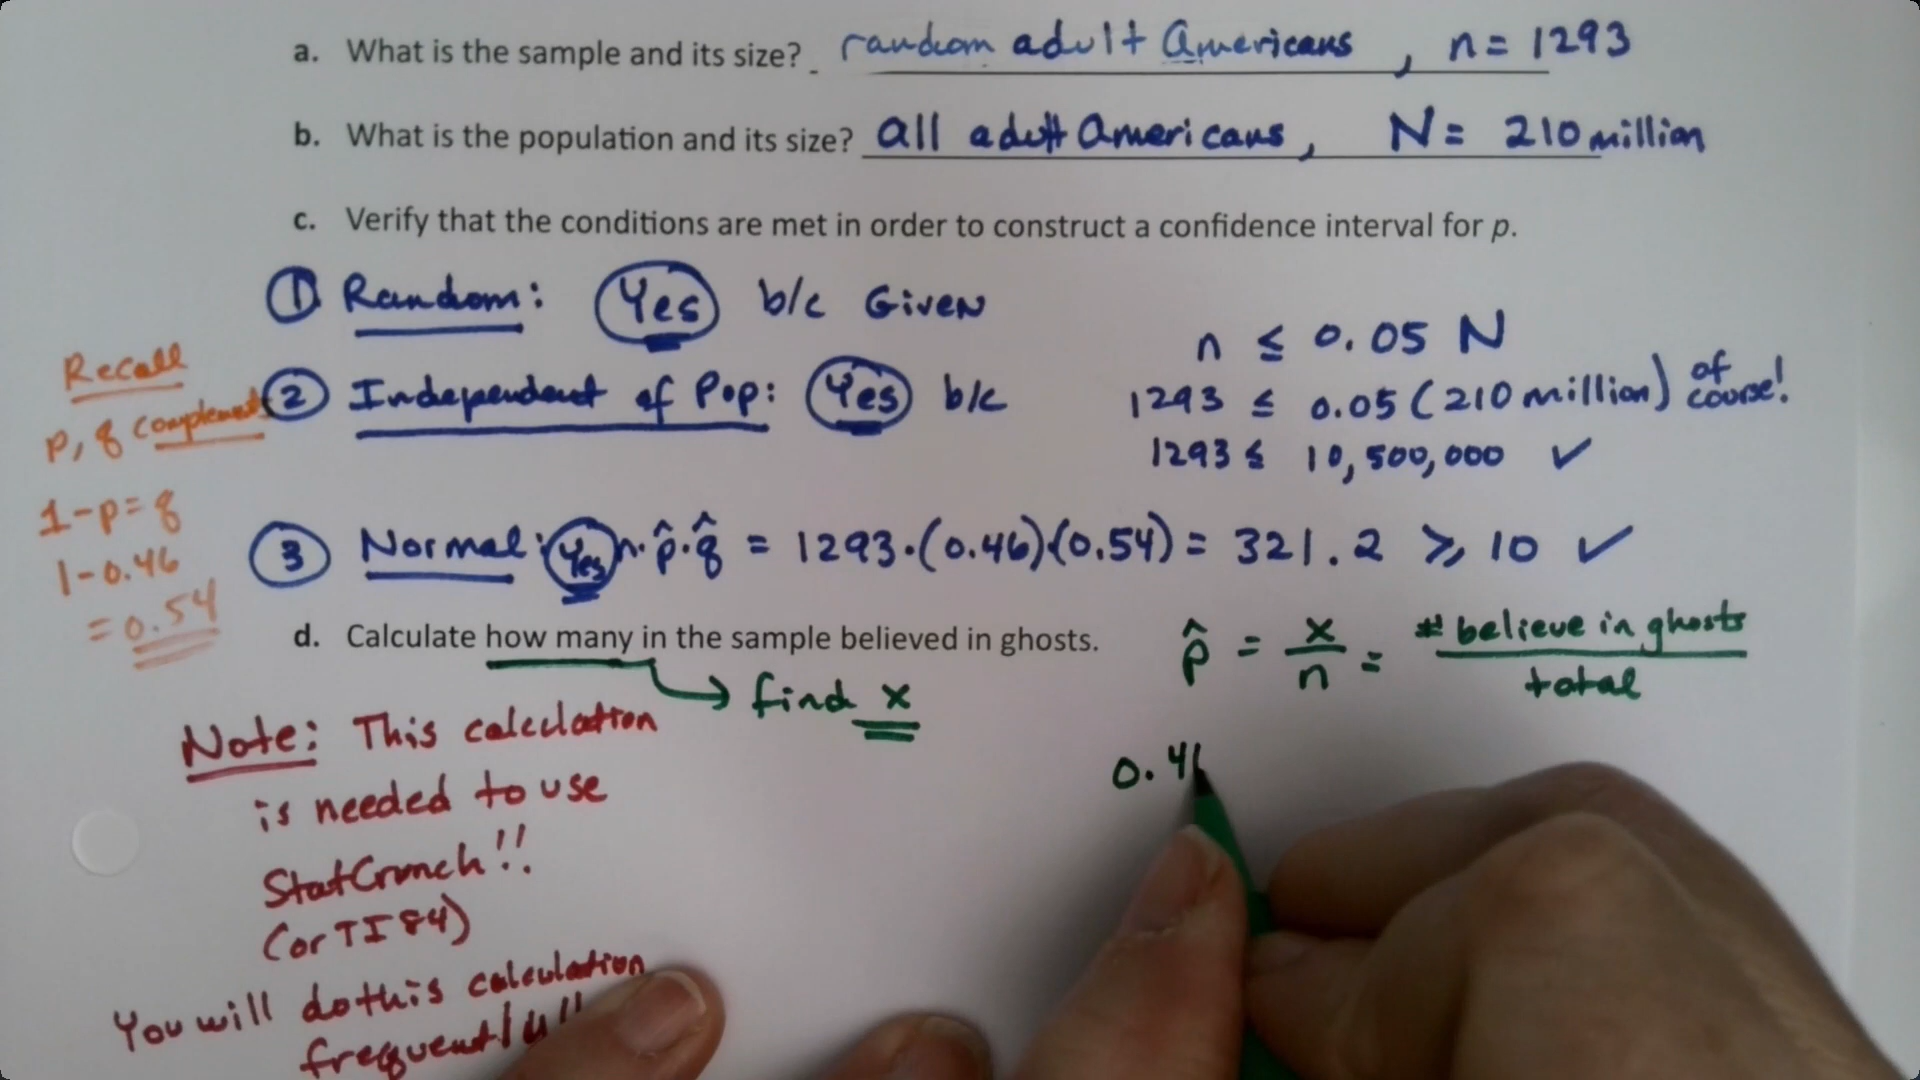 a. What is the sample and its size? random adult Americans, n = 1293
b. What is the population and its size? all adult Americans, N = 210 million
c. Verify that the conditions are met in order to construct a confidence interval for p.
① Random: Yes b/c Given
n ≤ 0.05 N
② Independent of Pop: Yes b/c 1293 ≤ 0.05 (210 million) of course!
1293 ≤ 10,500,000 ✓
Recall
p, q complement
1-p=q
1-0.46
=0.54
③ Normal: Yes n·p̂·q̂ = 1293·(0.46)·(0.54) = 321.2 ≥ 10 ✓
d. Calculate how many in the sample believed in ghosts.
→ find x
p̂ = x/n = # believe in ghosts / total
0.4
Note: This calculation
is needed to use
StatCrunch!!
(or TI 84)
You will do this calculation
frequently!!